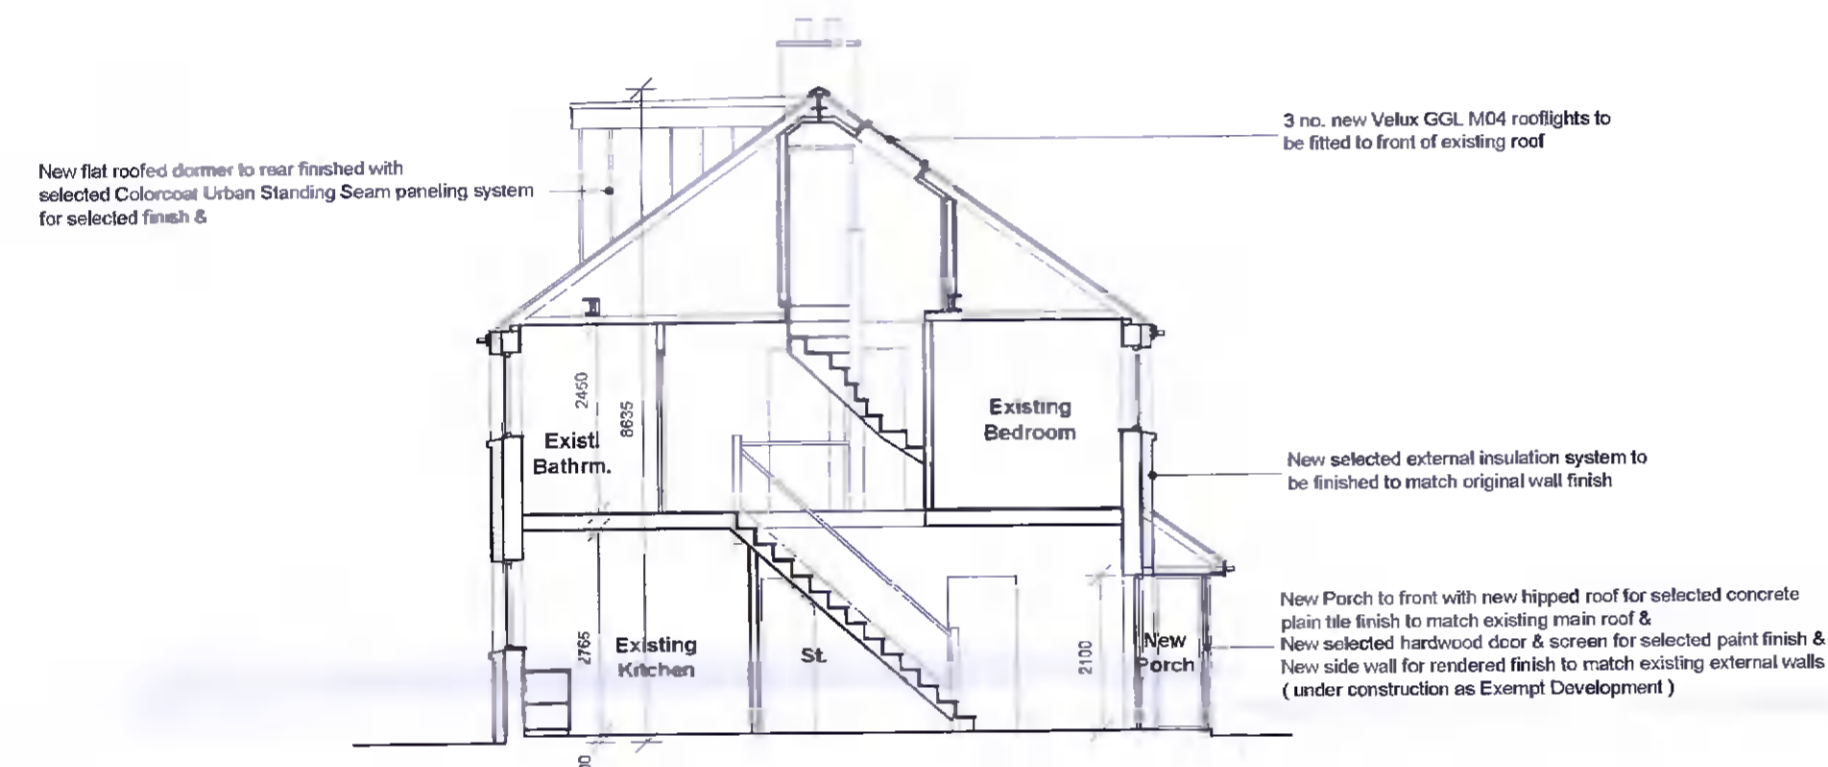 3 no. new Velux GGL M04 rooflights to
be fitted to front of existing roof
New flat roofed dormer to rear finished with
selected Colorcoat Urban Standing Seam paneling system
for selected finish &
2450
8635
Existing
Bedroom
Existl
Bathrm.
New selected external insulation system to
be finished to match original wall finish
2765
Existing
Kitchen
St.
2100
New
Porch
New Porch to front with new hipped roof for selected concrete
plain tile finish to match existing main roof &
New selected hardwood door & screen for selected paint finish &
New side wall for rendered finish to match existing external walls
( under construction as Exempt Development )